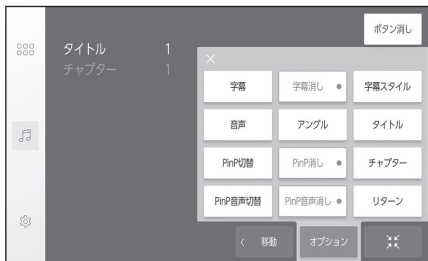 ボタン消し
タイトル 1
チャプター 1
字幕 字幕消し 字幕スタイル
音声 アングル タイトル
PinP切替 PinP消し チャプター
PinP音声切替 PinP音声消し リターン
移動 オプション